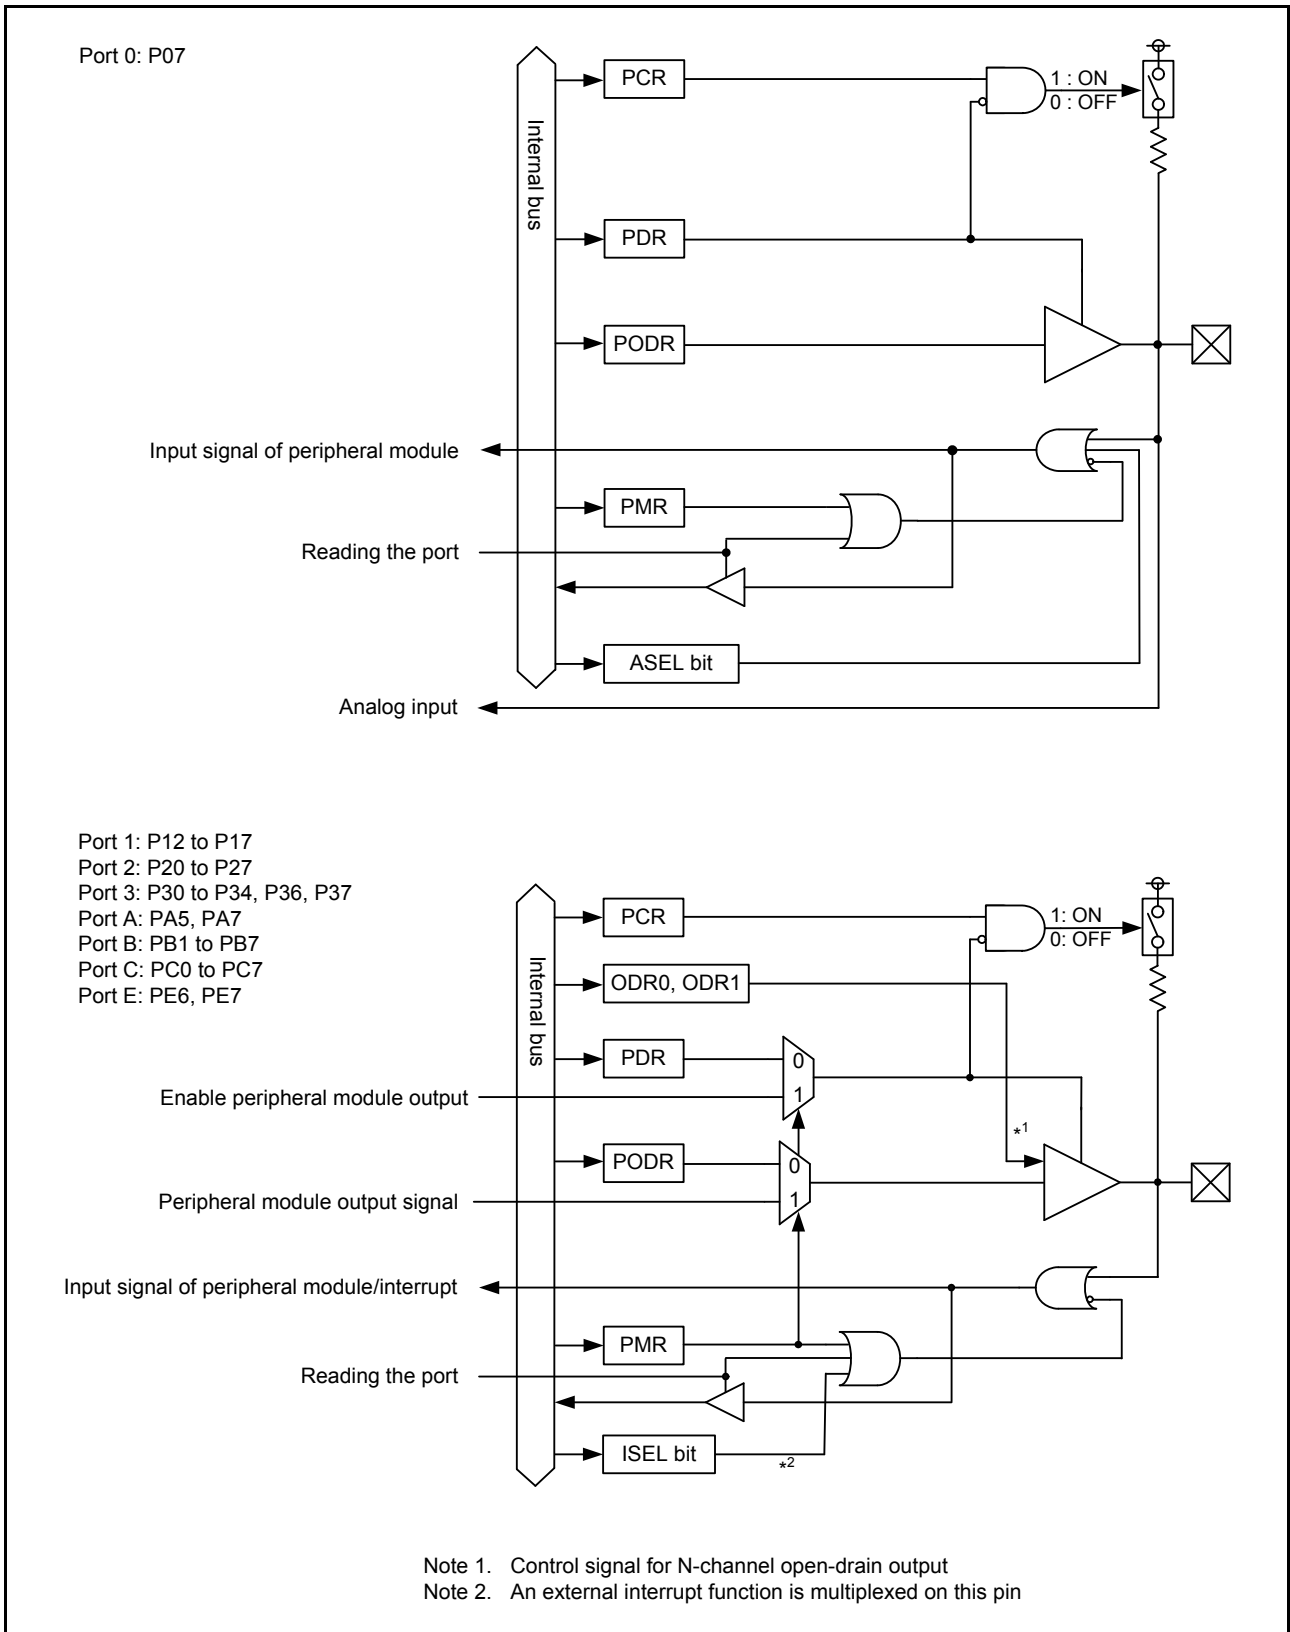 Port 0: P07
PCR
1 : ON
0 : OFF
Internal bus
PDR
PODR
Input signal of peripheral module
PMR
Reading the port
ASEL bit
Analog input
Port 1: P12 to P17
Port 2: P20 to P27
Port 3: P30 to P34, P36, P37
Port A: PA5, PA7
Port B: PB1 to PB7
Port C: PC0 to PC7
Port E: PE6, PE7
PCR
1: ON
0: OFF
Internal bus
ODR0, ODR1
PDR
0
1
Enable peripheral module output
*1
PODR
0
1
Peripheral module output signal
Input signal of peripheral module/interrupt
PMR
Reading the port
ISEL bit
*2
Note 1. Control signal for N-channel open-drain output
Note 2. An external interrupt function is multiplexed on this pin